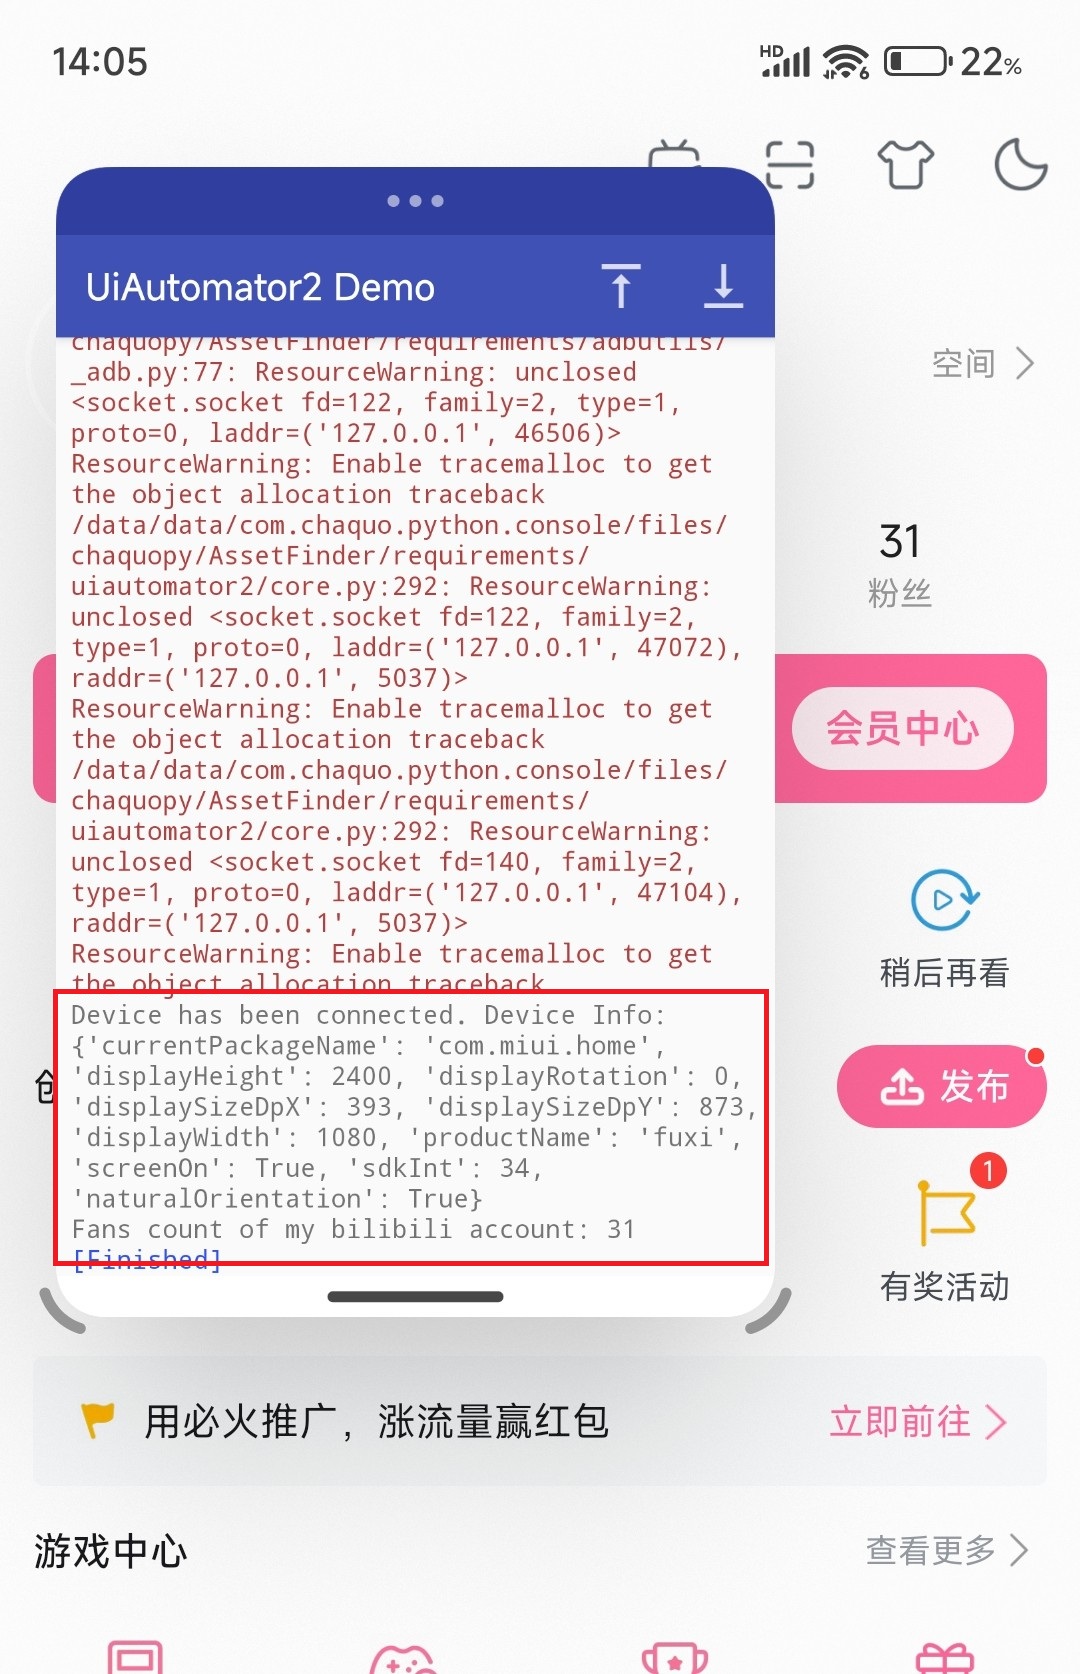 14:05
HD
6
22%
UiAutomator2 Demo
空间
chaquopy/AssetFinder/requirements/adbutils/
_adb.py:77: ResourceWarning: unclosed
<socket.socket fd=122, family=2, type=1,
proto=0, laddr=('127.0.0.1', 46506)>
ResourceWarning: Enable tracemalloc to get
the object allocation traceback
/data/data/com.chaquo.python.console/files/
chaquopy/AssetFinder/requirements/
uiautomator2/core.py:292: ResourceWarning:
unclosed <socket.socket fd=122, family=2,
type=1, proto=0, laddr=('127.0.0.1', 47072),
raddr=('127.0.0.1', 5037)>
ResourceWarning: Enable tracemalloc to get
the object allocation traceback
/data/data/com.chaquo.python.console/files/
chaquopy/AssetFinder/requirements/
uiautomator2/core.py:292: ResourceWarning:
unclosed <socket.socket fd=140, family=2,
type=1, proto=0, laddr=('127.0.0.1', 47104),
raddr=('127.0.0.1', 5037)>
ResourceWarning: Enable tracemalloc to get
the object allocation traceback
Device has been connected. Device Info:
{'currentPackageName': 'com.miui.home',
'displayHeight': 2400, 'displayRotation': 0,
'displaySizeDpX': 393, 'displaySizeDpY': 873,
'displayWidth': 1080, 'productName': 'fuxi',
'screenOn': True, 'sdkInt': 34,
'naturalOrientation': True}
Fans count of my bilibili account: 31
[Finished]
31
粉丝
会员中心
稍后再看
发布
1
有奖活动
用必火推广，涨流量赢红包
立即前往
游戏中心
查看更多